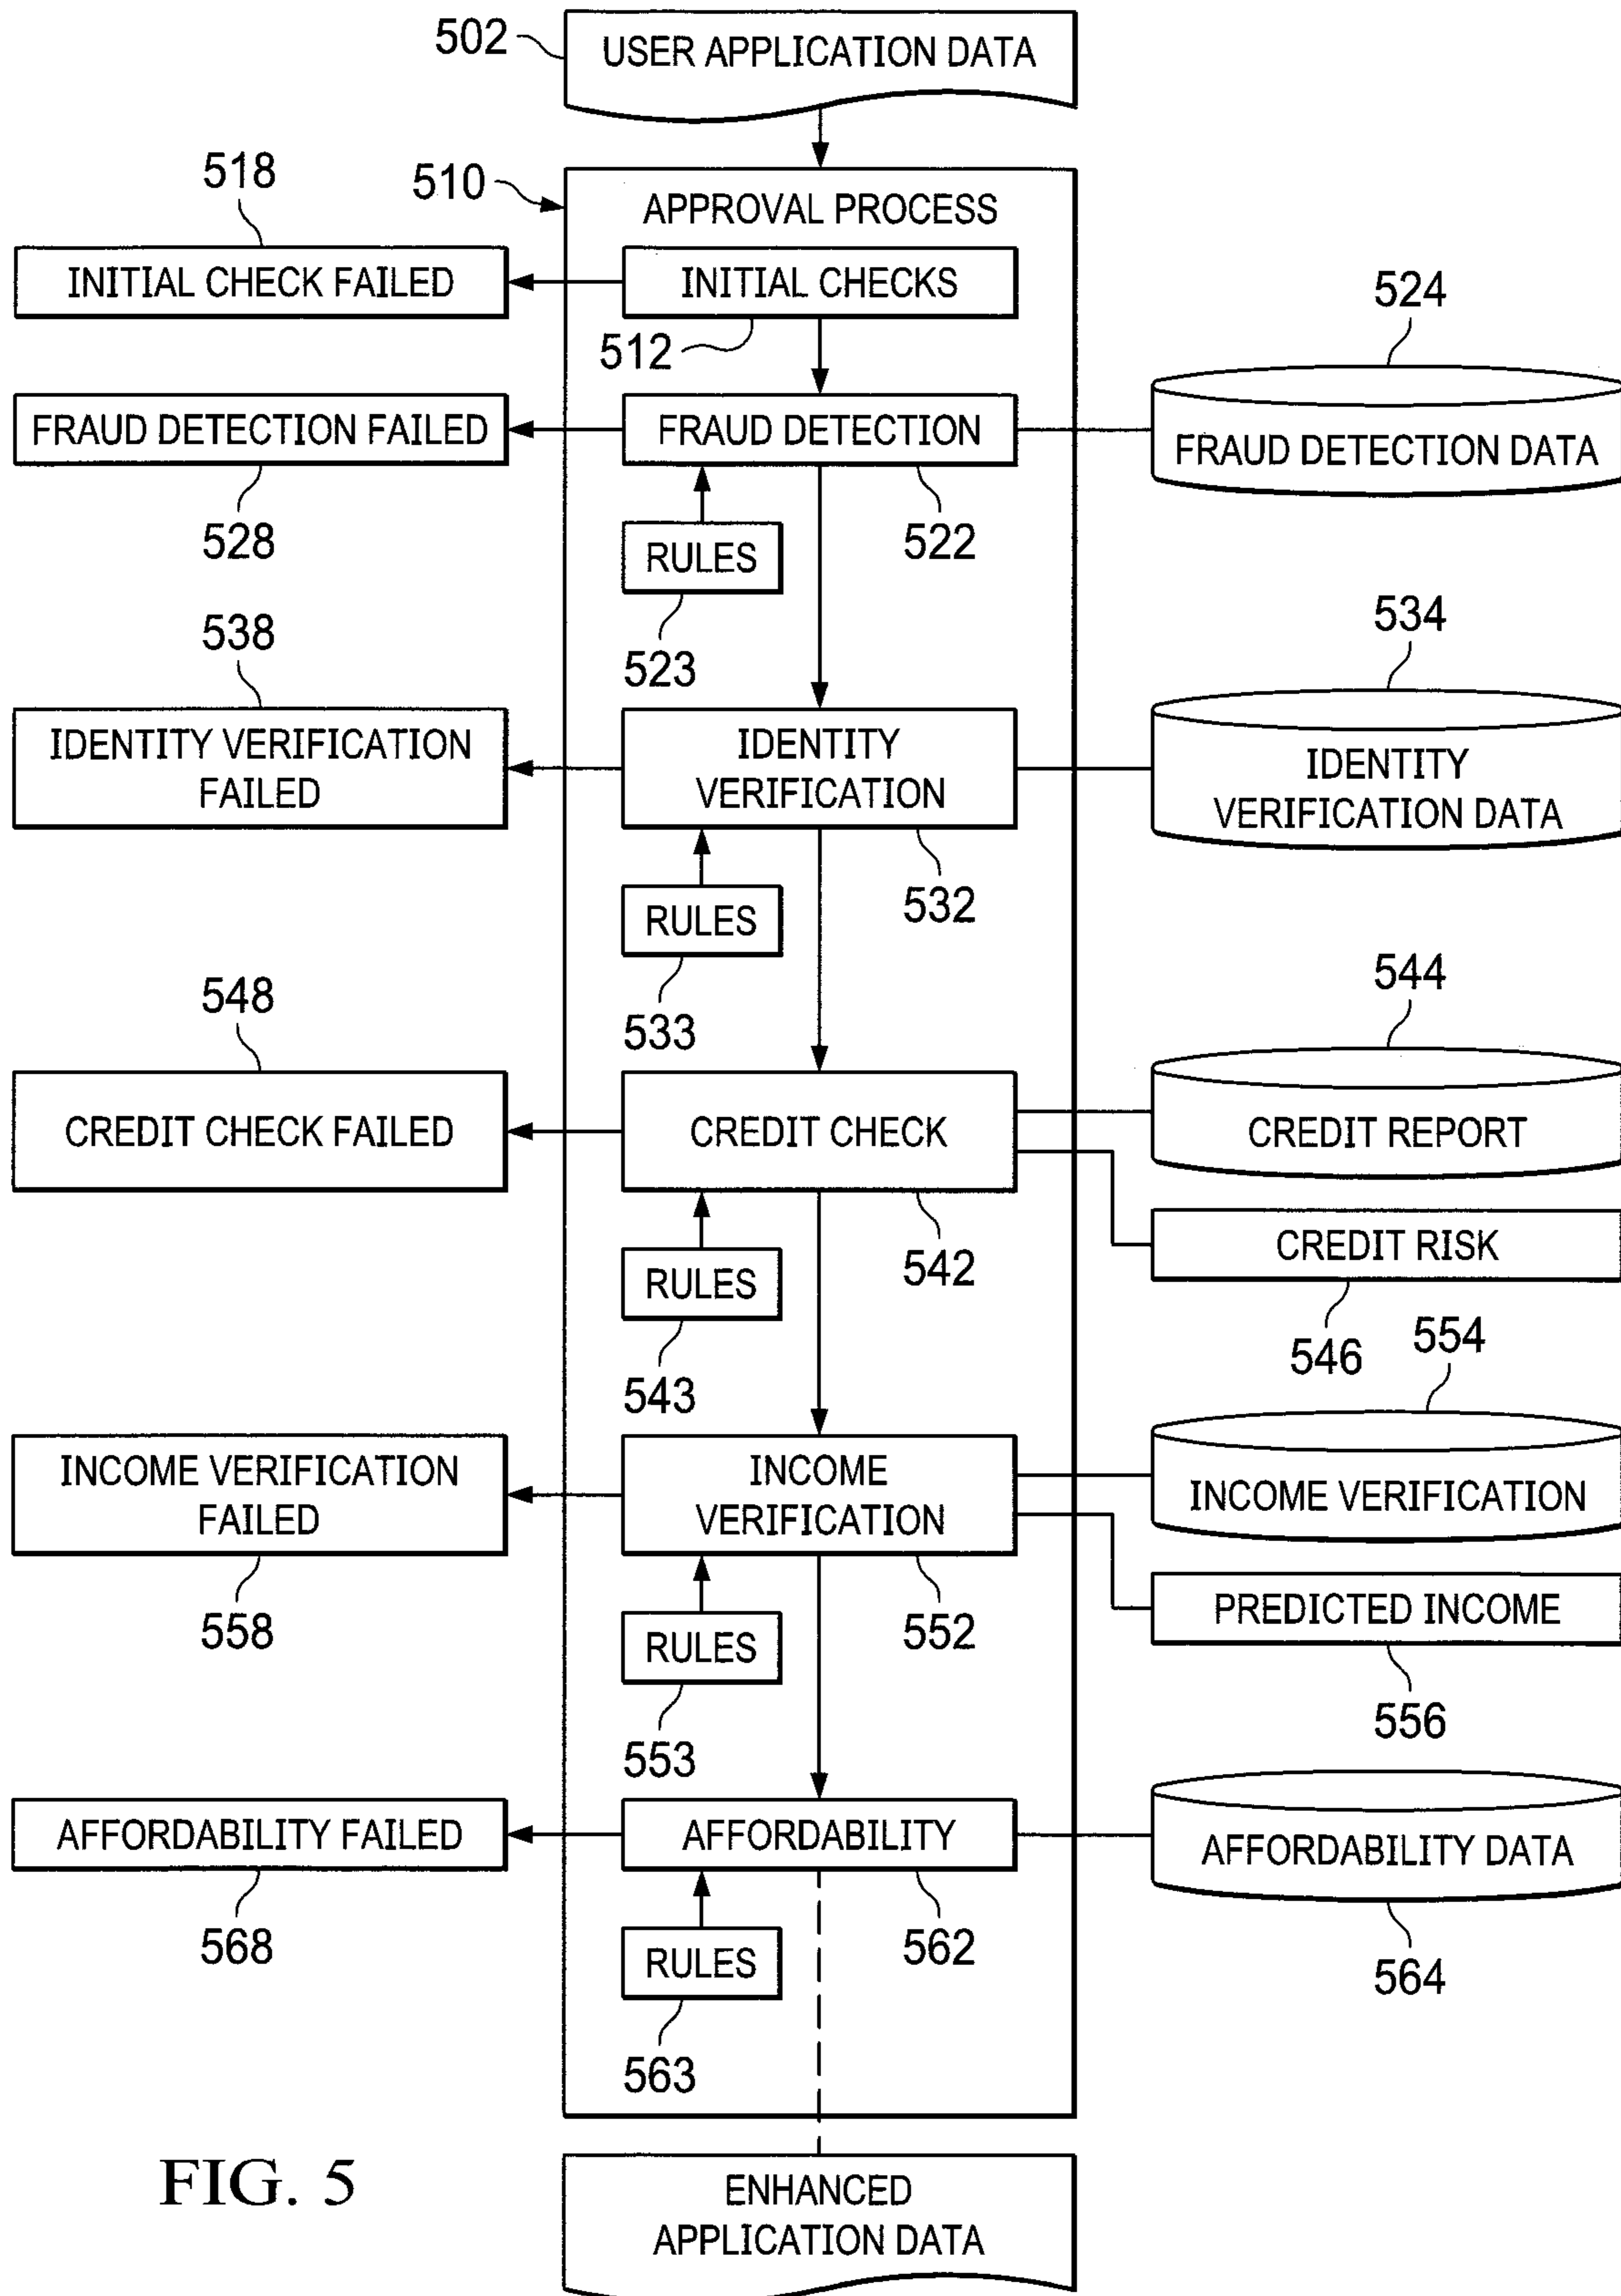 502
USER APPLICATION DATA
518
510
APPROVAL PROCESS
INITIAL CHECK FAILED
INITIAL CHECKS
524
512
FRAUD DETECTION FAILED
FRAUD DETECTION
FRAUD DETECTION DATA
528
RULES
522
538
523
534
IDENTITY VERIFICATION
FAILED
IDENTITY
VERIFICATION
IDENTITY
VERIFICATION DATA
RULES
532
548
533
544
CREDIT CHECK FAILED
CREDIT CHECK
CREDIT REPORT
CREDIT RISK
RULES
542
546
554
543
INCOME VERIFICATION
FAILED
INCOME
VERIFICATION
INCOME VERIFICATION
PREDICTED INCOME
558
RULES
552
556
553
AFFORDABILITY FAILED
AFFORDABILITY
AFFORDABILITY DATA
568
RULES
562
564
563
FIG. 5
ENHANCED
APPLICATION DATA